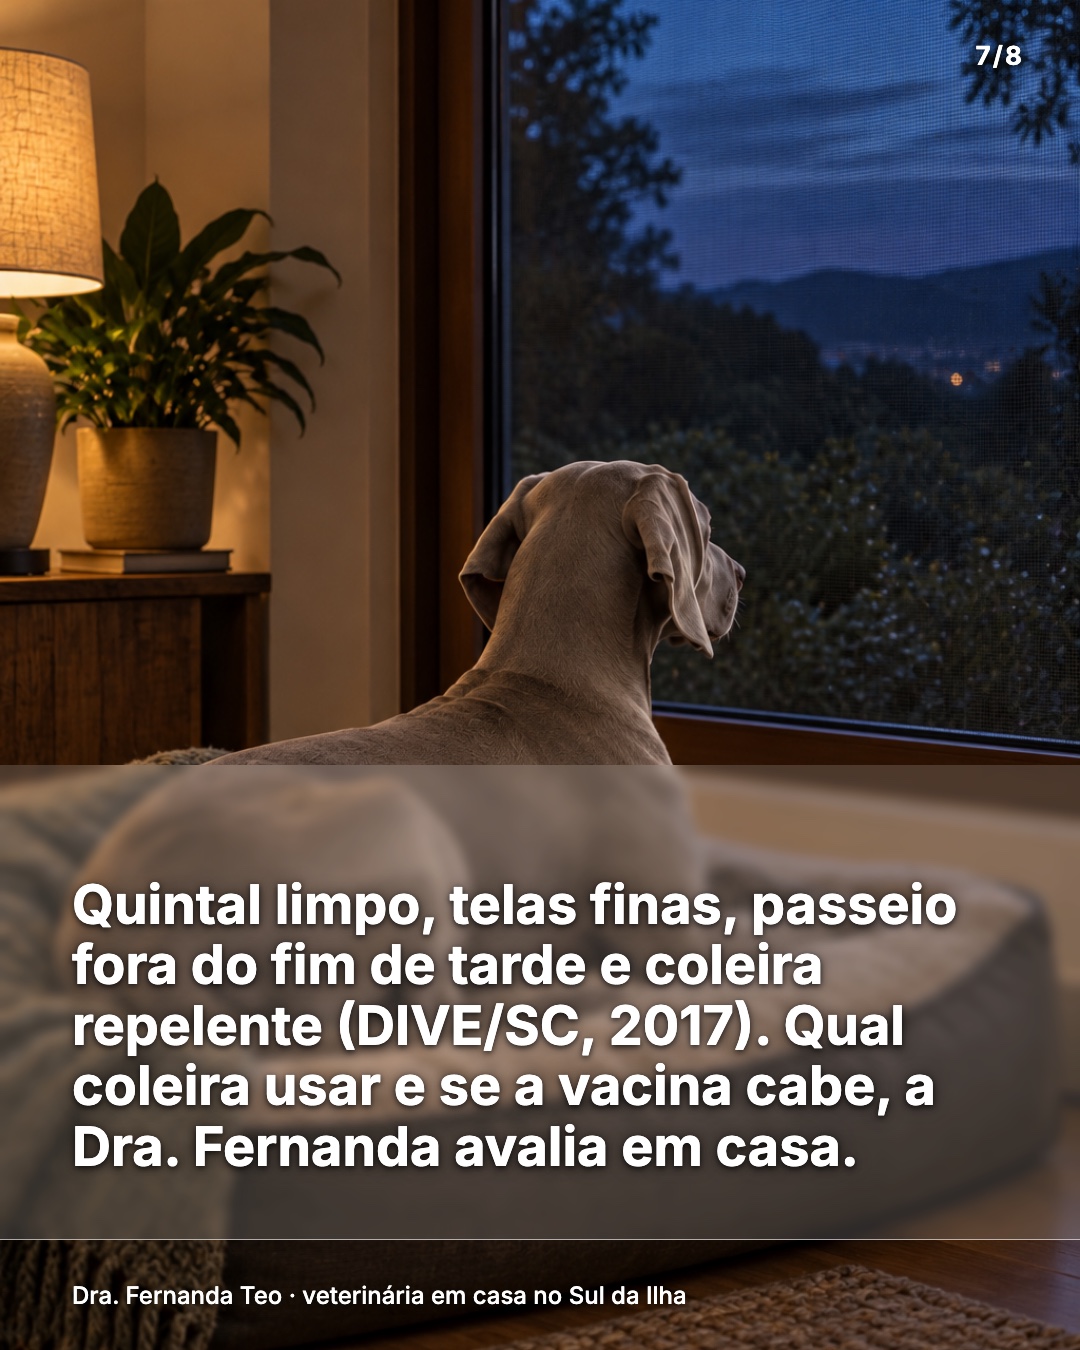 7/8
Quintal limpo, telas finas, passeio
fora do fim de tarde e coleira
repelente (DIVE/SC, 2017). Qual
coleira usar e se a vacina cabe, a
Dra. Fernanda avalia em casa.
Dra. Fernanda Teo · veterinária em casa no Sul da Ilha